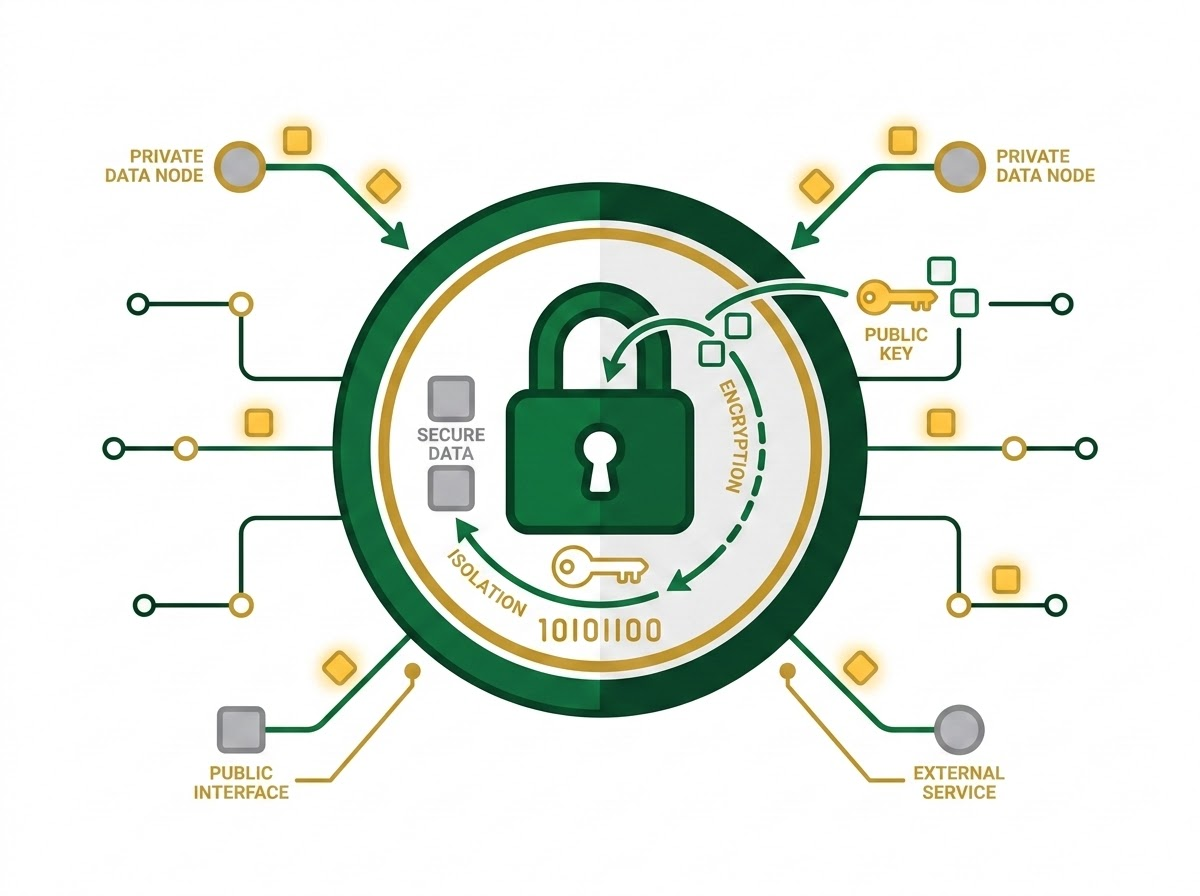 PRIVATE
DATA NODE
PRIVATE
DATA NODE
PUBLIC
KEY
ENCRYPTION
SECURE
DATA
ISOLATION
10101100
PUBLIC
INTERFACE
EXTERNAL
SERVICE